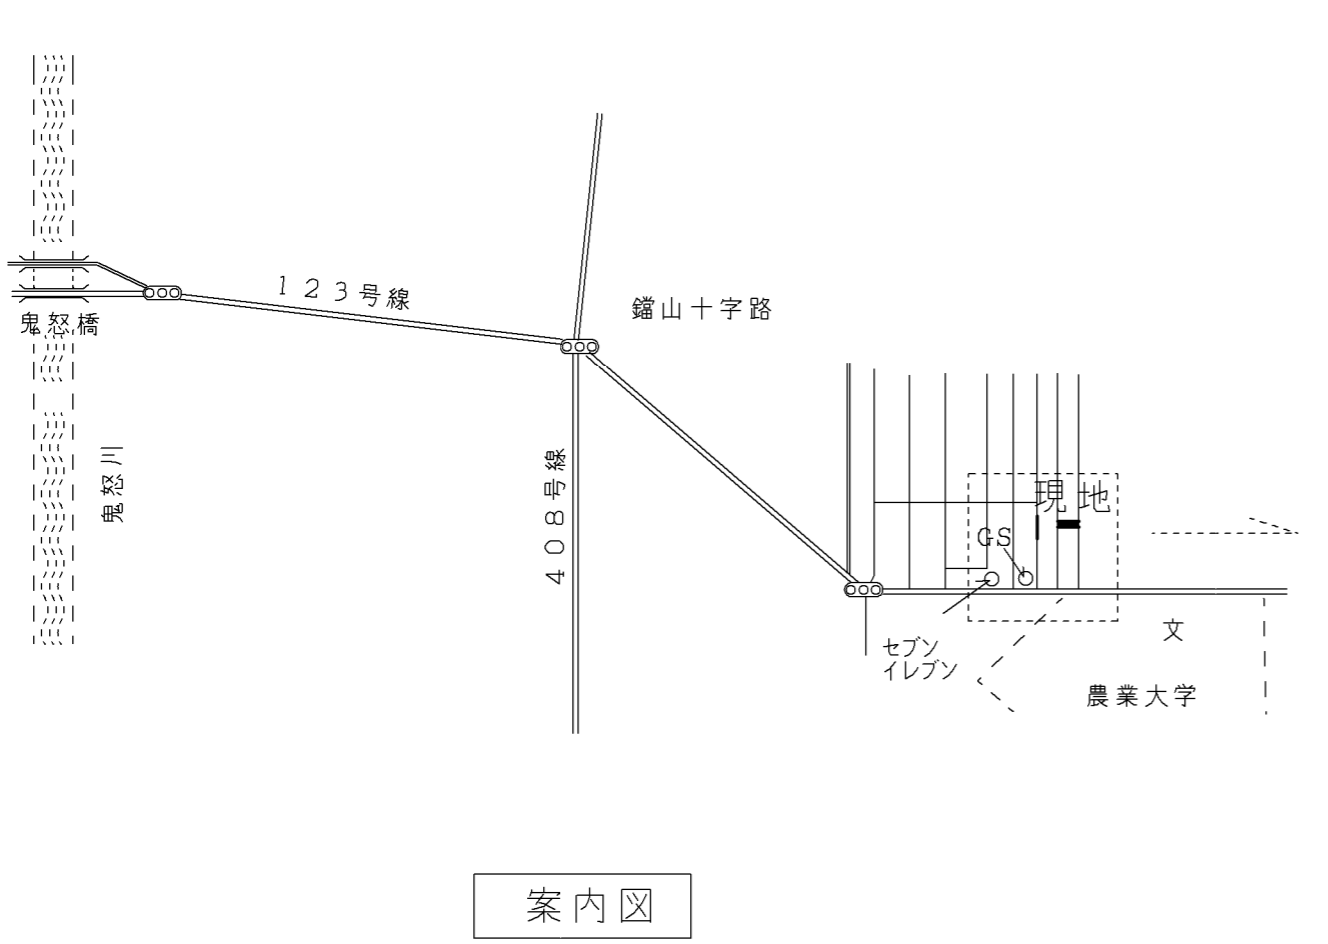 １２３号線
鐺山十字路
鬼怒橋
鬼怒川
４０８号線
現地
GS
セブン
イレブン
文
農業大学
案内図